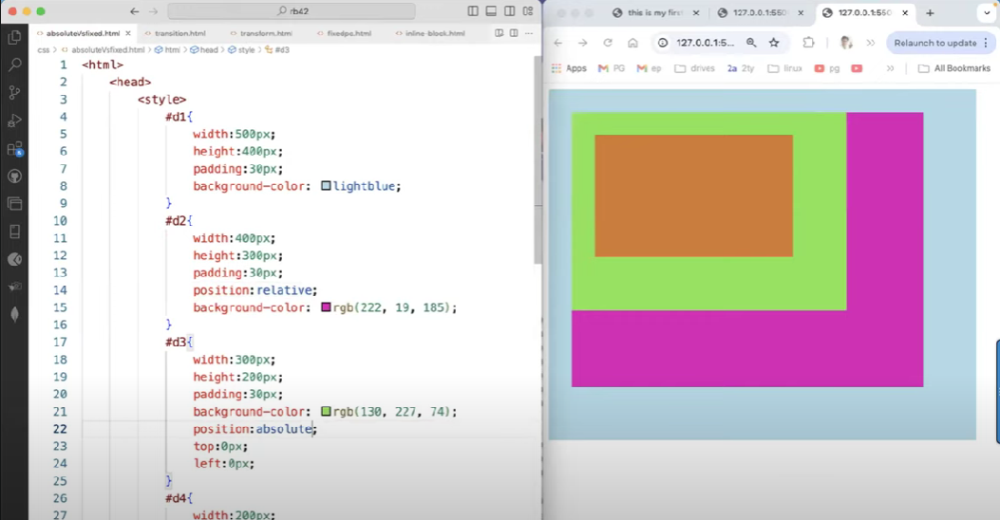 rb42
absoluteVsfixed.html
transition.html
transform.html
fixedpo.html
inline-block.html
css > absoluteVsfixed.html > html > head > style > #d3
1 <html>
2 <head>
3 <style>
4 #d1{
5 width:500px;
6 height:400px;
7 padding:30px;
8 background-color: lightblue;
9 }
10 #d2{
11 width:400px;
12 height:300px;
13 padding:30px;
14 position:relative;
15 background-color: rgb(222, 19, 185);
16 }
17 #d3{
18 width:300px;
19 height:200px;
20 padding:30px;
21 background-color: rgb(130, 227, 74);
22 position:absolute;
23 top:0px;
24 left:0px;
25 }
26 #d4{
27 width:200px;
this is my firs
127.0.0.1:550
127.0.0.1:550
127.0.0.1:5...
Relaunch to update
Apps
PG
ep
drives
2ty
linux
pg
All Bookmarks